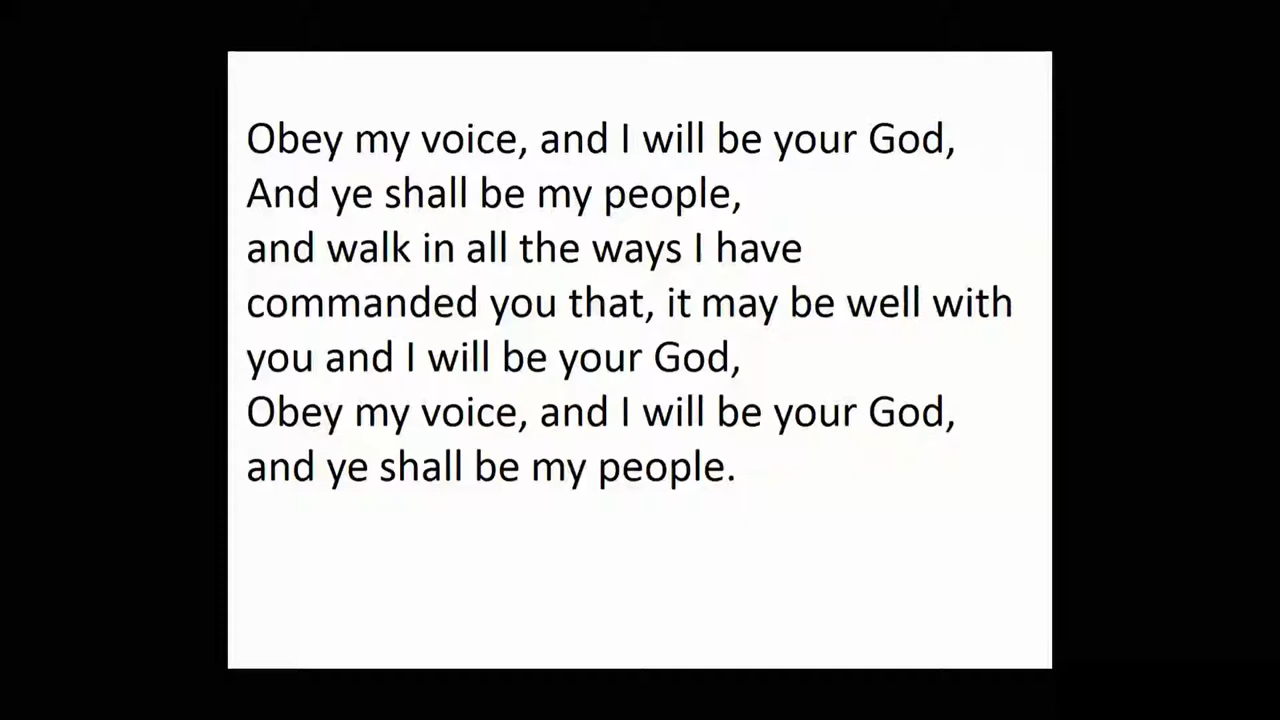 Obey my voice, and I will be your God,
And ye shall be my people,
and walk in all the ways I have
commanded you that, it may be well with
you and I will be your God,
Obey my voice, and I will be your God,
and ye shall be my people.